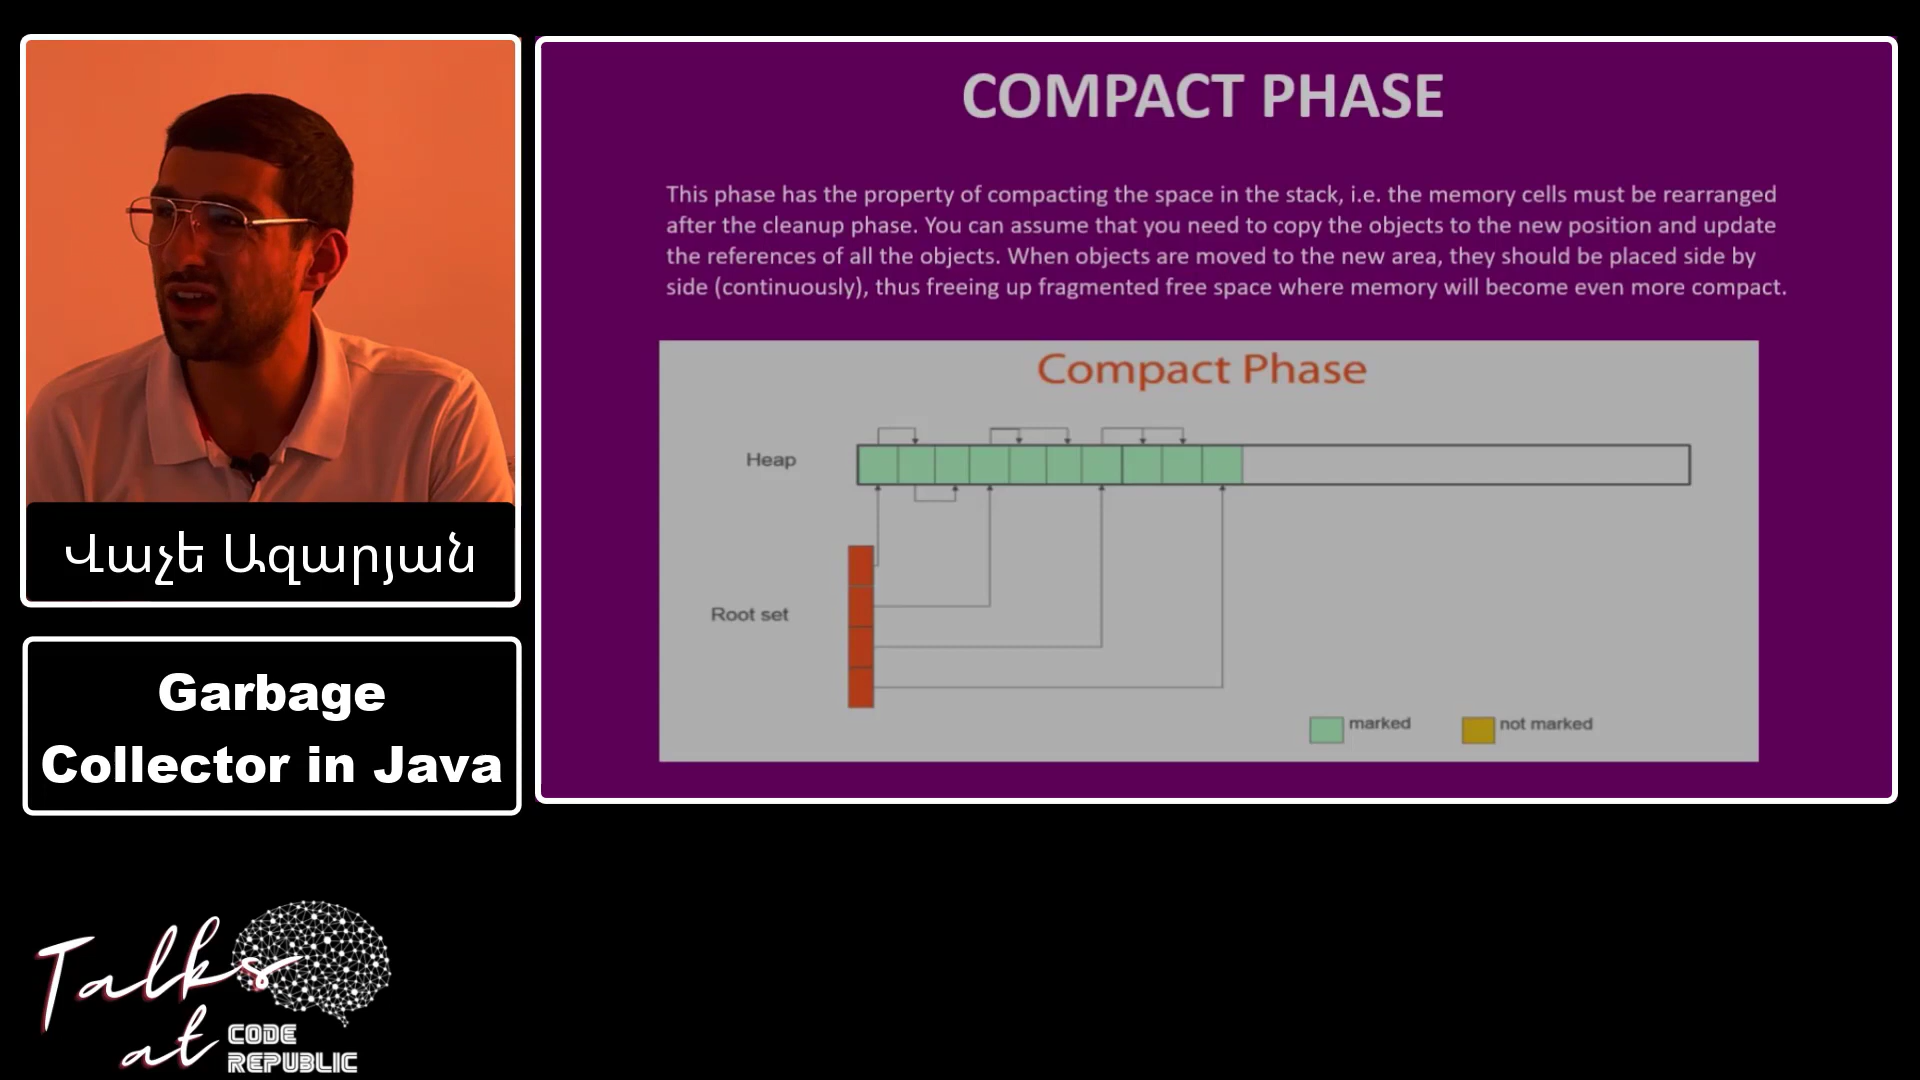 Վաչե Ազարյան
Garbage
Collector in Java
Talks
at
CODE
REPUBLIC
COMPACT PHASE
This phase has the property of compacting the space in the stack, i.e. the memory cells must be rearranged
after the cleanup phase. You can assume that you need to copy the objects to the new position and update
the references of all the objects. When objects are moved to the new area, they should be placed side by
side (continuously), thus freeing up fragmented free space where memory will become even more compact.
Compact Phase
Heap
Root set
marked
not marked